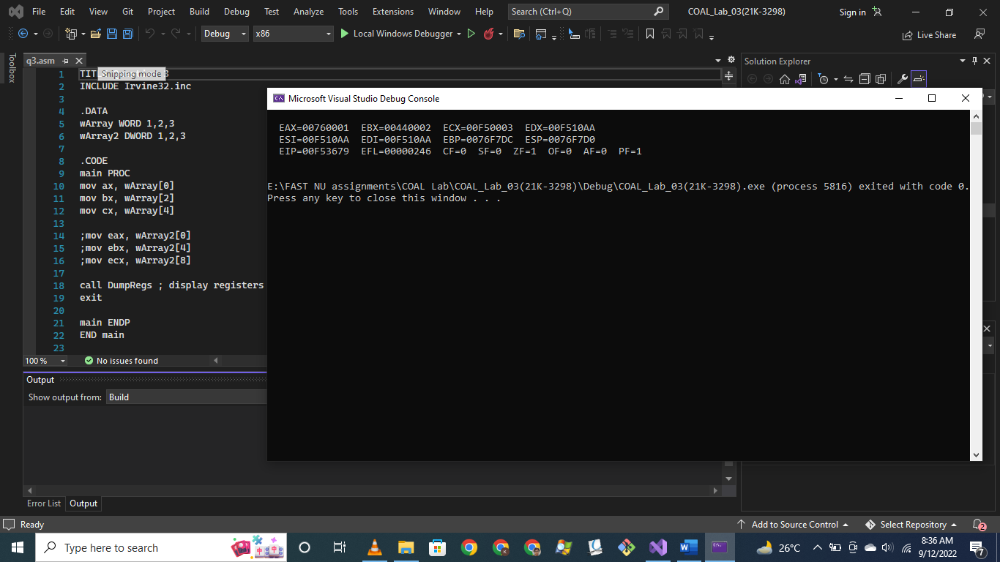 File Edit View Git Project Build Debug Test Analyze Tools Extensions Window Help Search (Ctrl+Q) COAL_Lab_03(21K-3298) Sign in
Debug x86 Local Windows Debugger Live Share
Toolbox
q3.asm
Solution Explorer
1 TIT 3
Snipping mode
2 INCLUDE Irvine32.inc
3
4 .DATA
5 wArray WORD 1,2,3
6 wArray2 DWORD 1,2,3
7
8 .CODE
9 main PROC
10 mov ax, wArray[0]
11 mov bx, wArray[2]
12 mov cx, wArray[4]
13
14 ;mov eax, wArray2[0]
15 ;mov ebx, wArray2[4]
16 ;mov ecx, wArray2[8]
17
18 call DumpRegs ; display registers
19 exit
20
21 main ENDP
22 END main
23
100 % No issues found
Microsoft Visual Studio Debug Console
EAX=00760001 EBX=00440002 ECX=00F50003 EDX=00F510AA
ESI=00F510AA EDI=00F510AA EBP=0076F7DC ESP=0076F7D0
EIP=00F53679 EFL=00000246 CF=0 SF=0 ZF=1 OF=0 AF=0 PF=1
E:\FAST NU assignments\COAL Lab\COAL_Lab_03(21K-3298)\Debug\COAL_Lab_03(21K-3298).exe (process 5816) exited with code 0.
Press any key to close this window . . .
Output
Show output from: Build
Error List Output
Ready Add to Source Control Select Repository 2
Type here to search 26°C 8:36 AM
9/12/2022 7